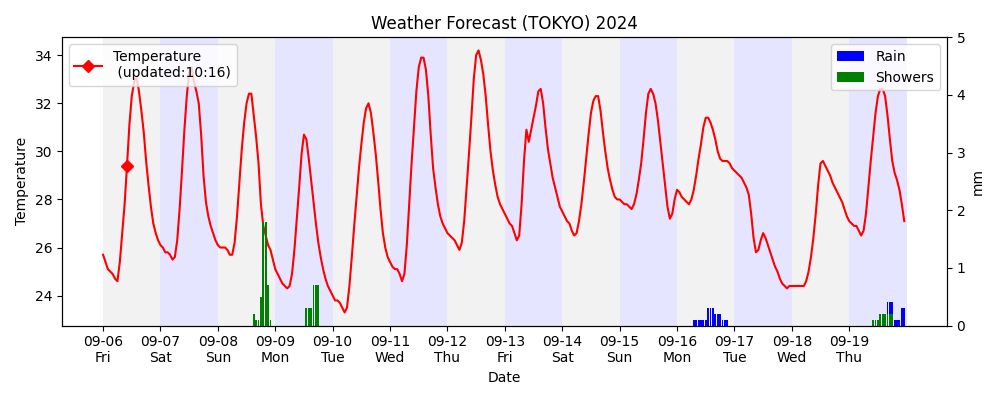 Weather Forecast (TOKYO) 2024
Temperature
(updated:10:16)
Rain
Showers
Temperature
34
32
30
28
26
24
5
4
3
2
1
0
mm
09-06 09-07 09-08 09-09 09-10 09-11 09-12 09-13 09-14 09-15 09-16 09-17 09-18 09-19
Fri Sat Sun Mon Tue Wed Thu Fri Sat Sun Mon Tue Wed Thu
Date